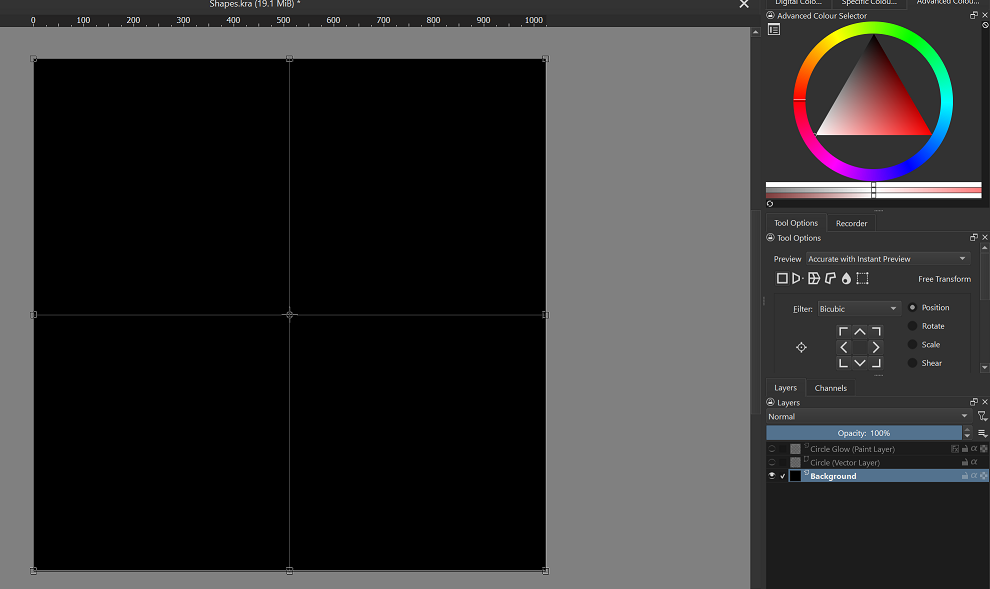 Shapes.kra (19.1 MiB) *
Digital Colo... Specific Colou... Advanced Colou...
0 100 200 300 400 500 600 700 800 900 1000
Advanced Colour Selector
Tool Options Recorder
Tool Options
Preview Accurate with Instant Preview
Free Transform
Filter: Bicubic Position
Rotate
Scale
Shear
Layers Channels
Layers
Normal
Opacity: 100%
Circle Glow (Paint Layer)
Circle (Vector Layer)
Background